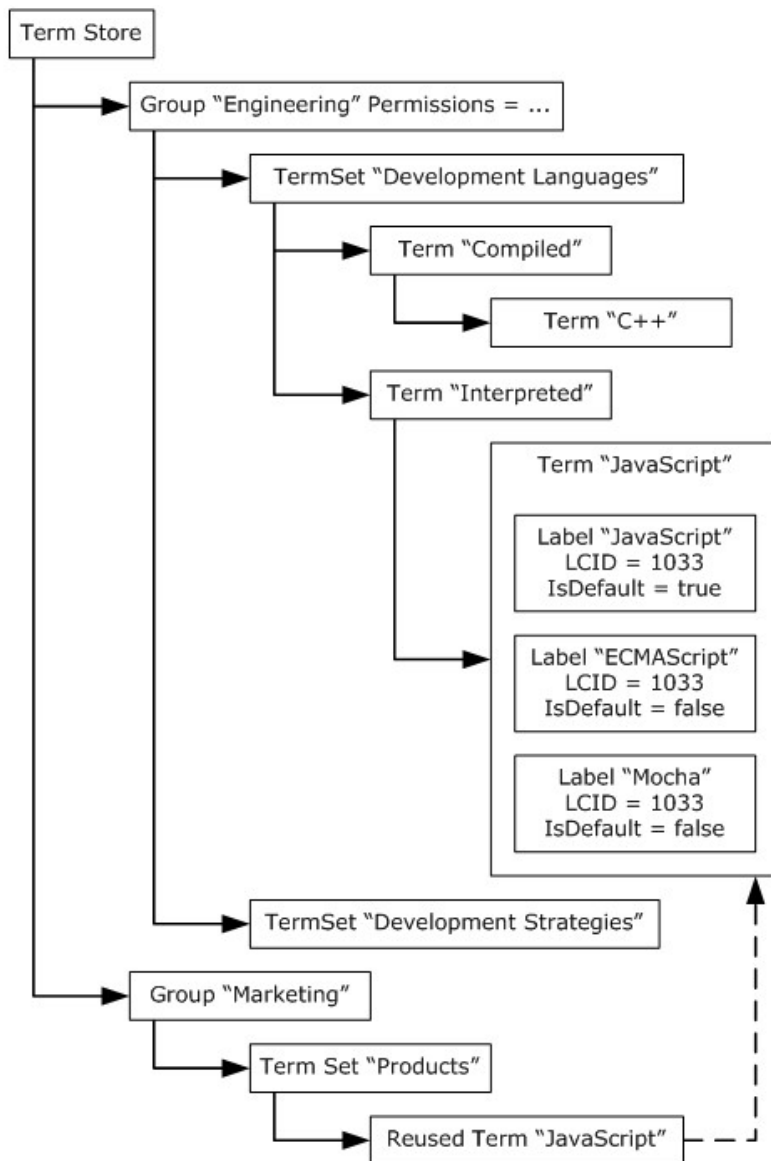 Term Store
Group “Engineering” Permissions = ...
TermSet “Development Languages”
Term “Compiled”
Term “C++”
Term “Interpreted”
Term “JavaScript”
Label “JavaScript”
LCID = 1033
IsDefault = true
Label “ECMAScript”
LCID = 1033
IsDefault = false
Label “Mocha”
LCID = 1033
IsDefault = false
TermSet “Development Strategies”
Group “Marketing”
Term Set “Products”
Reused Term “JavaScript”